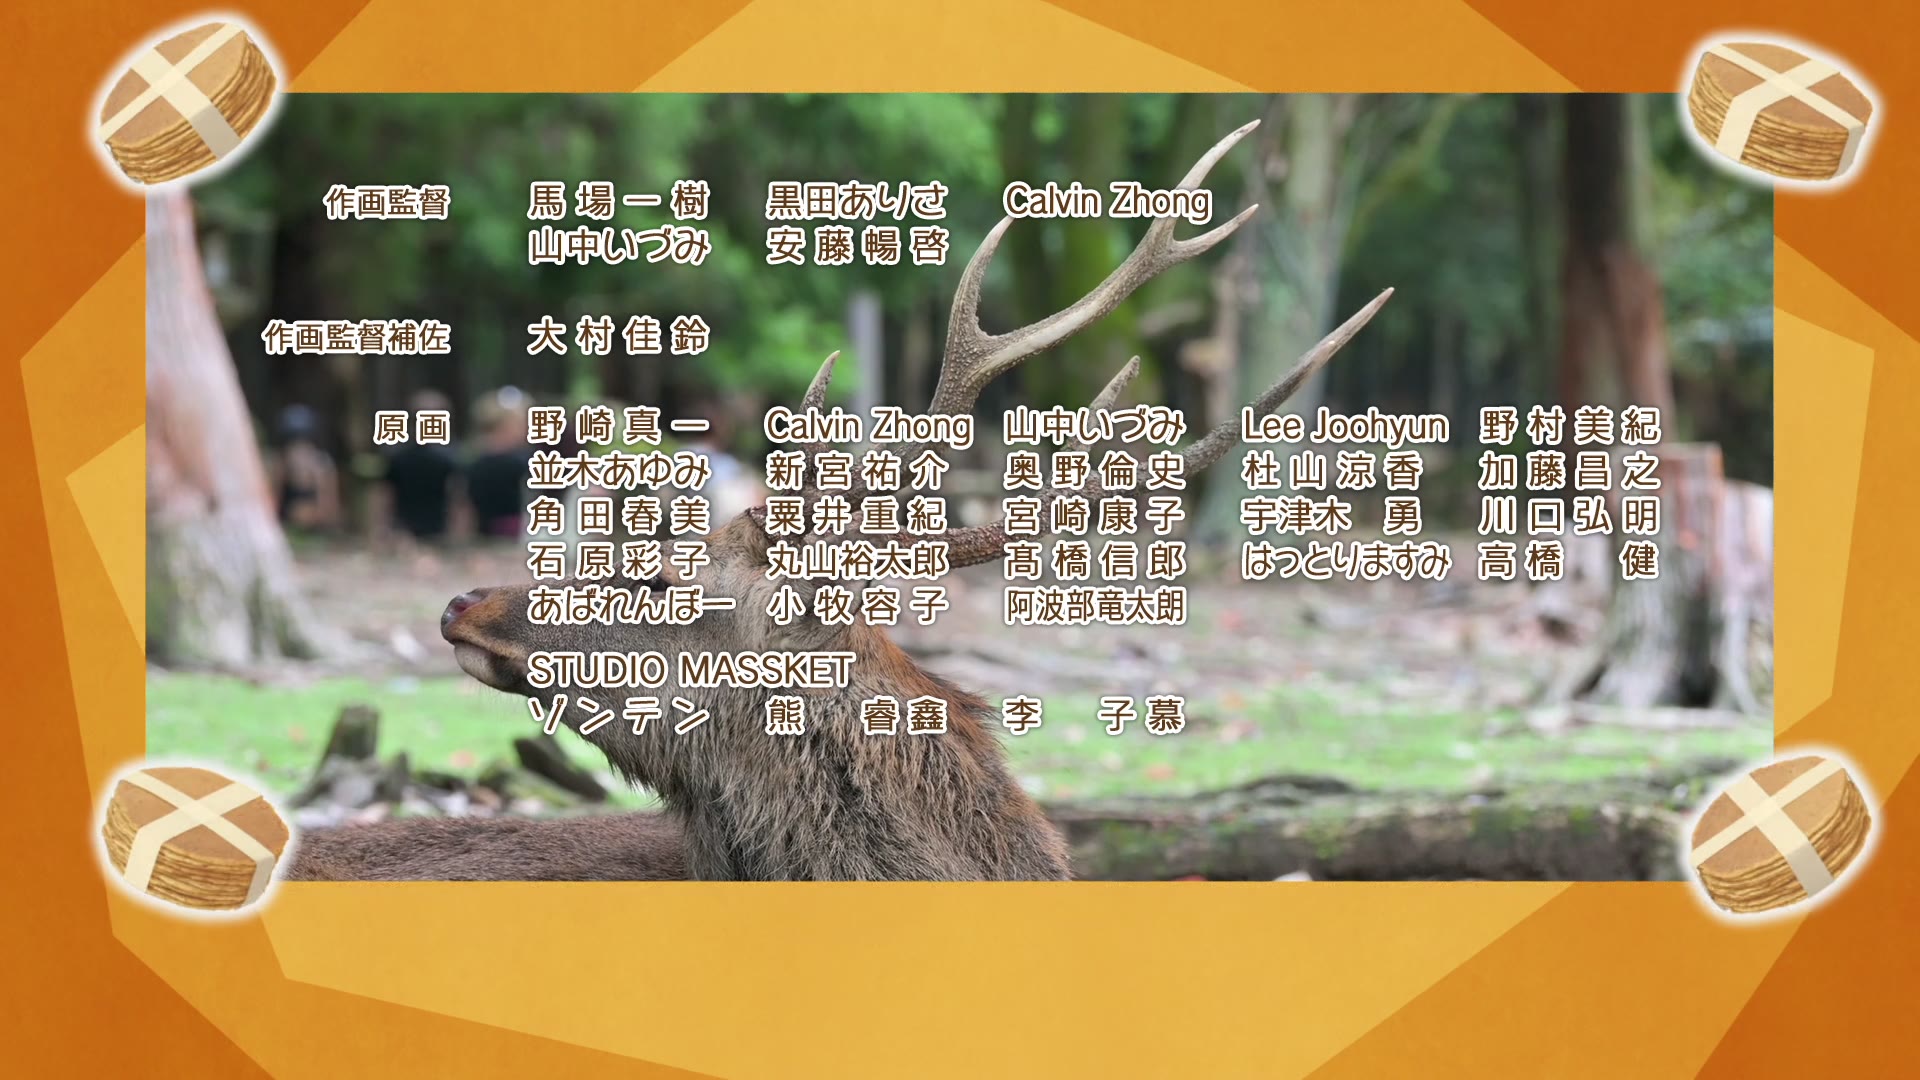 作画監督 馬場一樹 黒田ありさ Calvin Zhong
山中いづみ 安藤暢啓
作画監督補佐 大村佳鈴
原画 野崎真一 Calvin Zhong 山中いづみ Lee Joohyun 野村美紀
並木あゆみ 新宮祐介 奥野倫史 杜山涼香 加藤昌之
角田春美 粟井重紀 宮崎康子 宇津木 勇 川口弘明
石原彩子 丸山裕太郎 髙橋信郎 はっとりますみ 高橋 健
あばれんぼー 小牧容子 阿波部竜太朗
STUDIO MASSKET
ゾンテン 熊 睿鑫 李 子慕